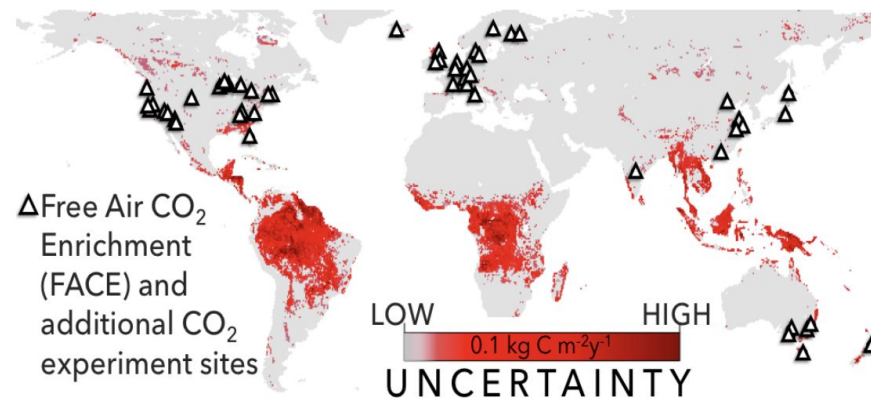 Free Air CO₂
Enrichment
(FACE) and
additional CO₂
experiment sites
LOW HIGH
0.1 kg C m⁻²y⁻¹
UNCERTAINTY